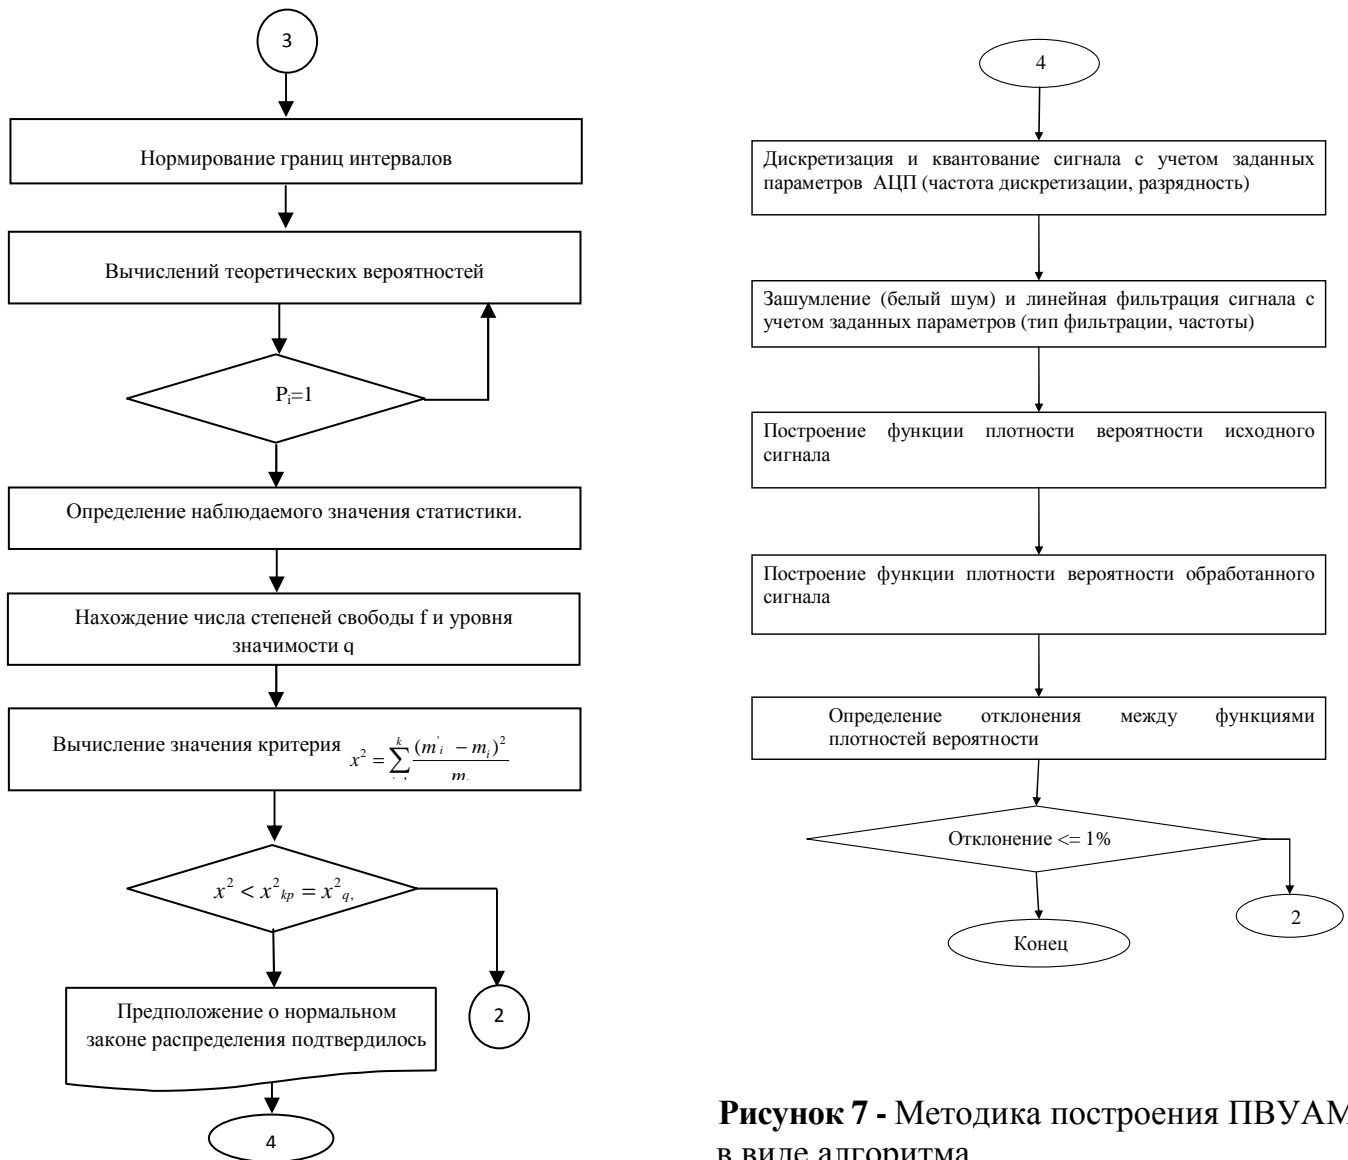 3
Нормирование границ интервалов
Вычислений теоретических вероятностей
Pᵢ=1
Определение наблюдаемого значения статистики.
Нахождение числа степеней свободы f и уровня
значимости q
Вычисление значения критерия x² = ∑ᵏ (m'ᵢ − mᵢ)² / m
x² < x²kp = x²q,
2
Предположение о нормальном
законе распределения подтвердилось
4
4
Дискретизация и квантование сигнала с учетом заданных
параметров АЦП (частота дискретизации, разрядность)
Зашумление (белый шум) и линейная фильтрация сигнала с
учетом заданных параметров (тип фильтрации, частоты)
Построение функции плотности вероятности исходного
сигнала
Построение функции плотности вероятности обработанного
сигнала
Определение отклонения между функциями
плотностей вероятности
Отклонение <= 1%
2
Конец
Рисунок 7 - Методика построения ПВУАМ
в виде алгоритма